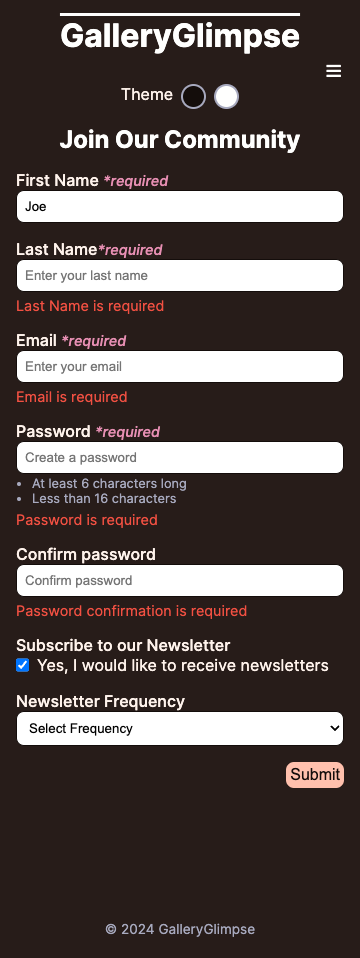 GalleryGlimpse
Theme
Join Our Community
First Name *required
Joe
Last Name*required
Enter your last name
Last Name is required
Email *required
Enter your email
Email is required
Password *required
Create a password
• At least 6 characters long
• Less than 16 characters
Password is required
Confirm password
Confirm password
Password confirmation is required
Subscribe to our Newsletter
Yes, I would like to receive newsletters
Newsletter Frequency
Select Frequency
Submit
© 2024 GalleryGlimpse